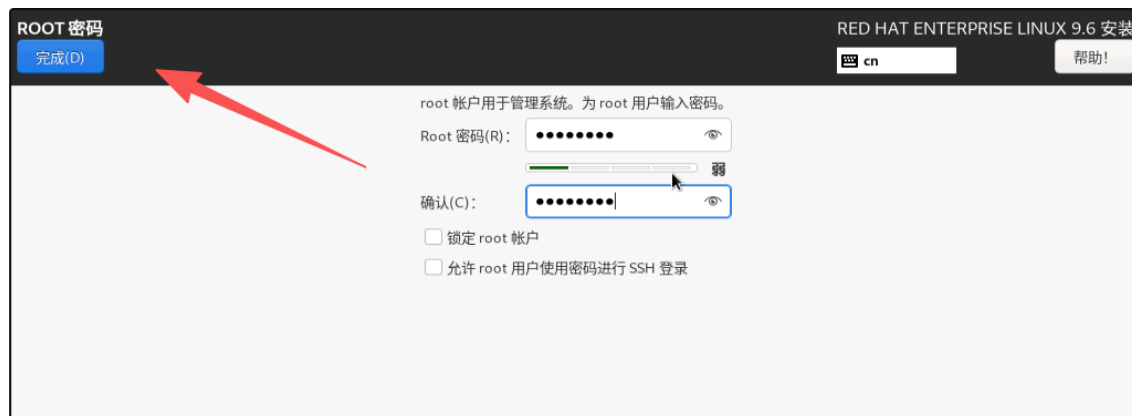 ROOT 密码
RED HAT ENTERPRISE LINUX 9.6 安装
完成(D)
cn
帮助!
root 帐户用于管理系统。为 root 用户输入密码。
Root 密码(R)： ●●●●●●●●
弱
确认(C)： ●●●●●●●●
锁定 root 帐户
允许 root 用户使用密码进行 SSH 登录